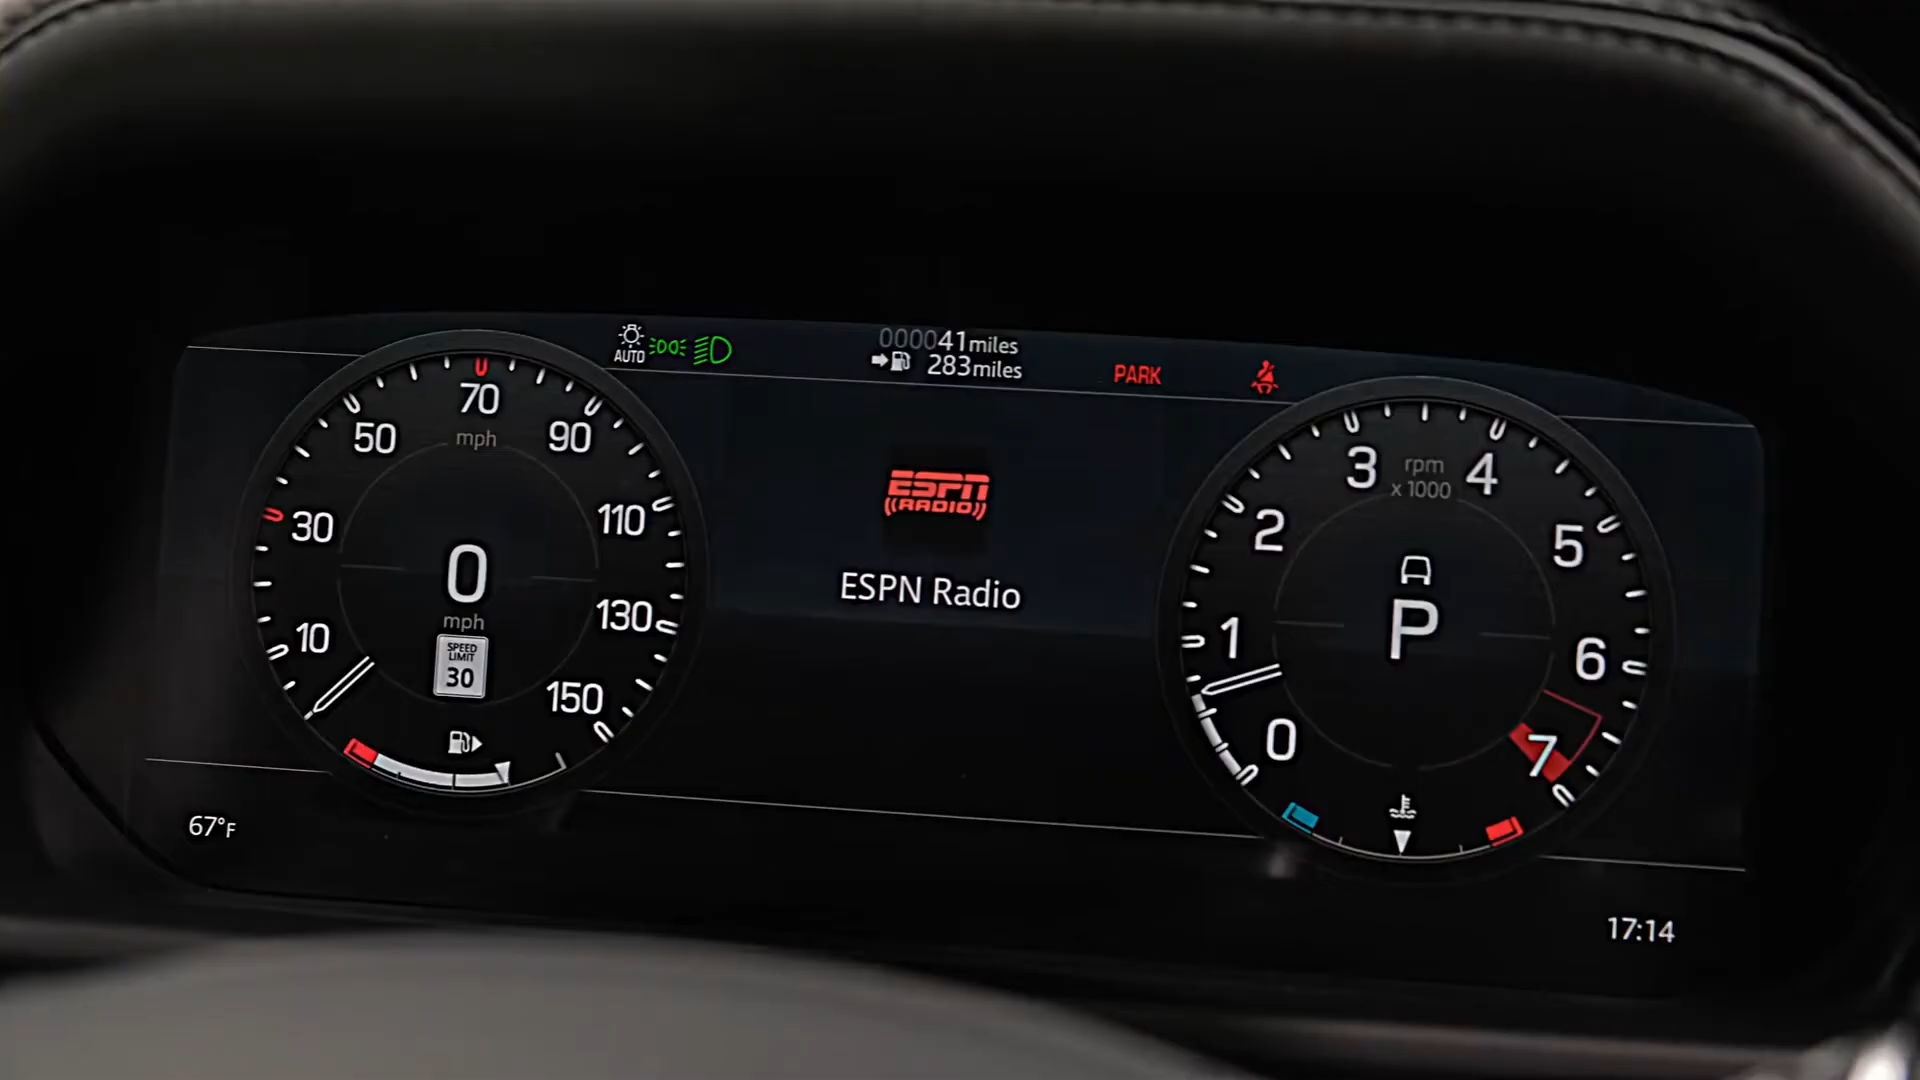 AUTO
000041miles
283miles
PARK
10
30
50
70
90
110
130
150
mph
0
mph
SPEED
LIMIT
30
ESPN
RADIO
ESPN Radio
0
1
2
3
4
5
6
7
rpm
x 1000
P
67°F
17:14